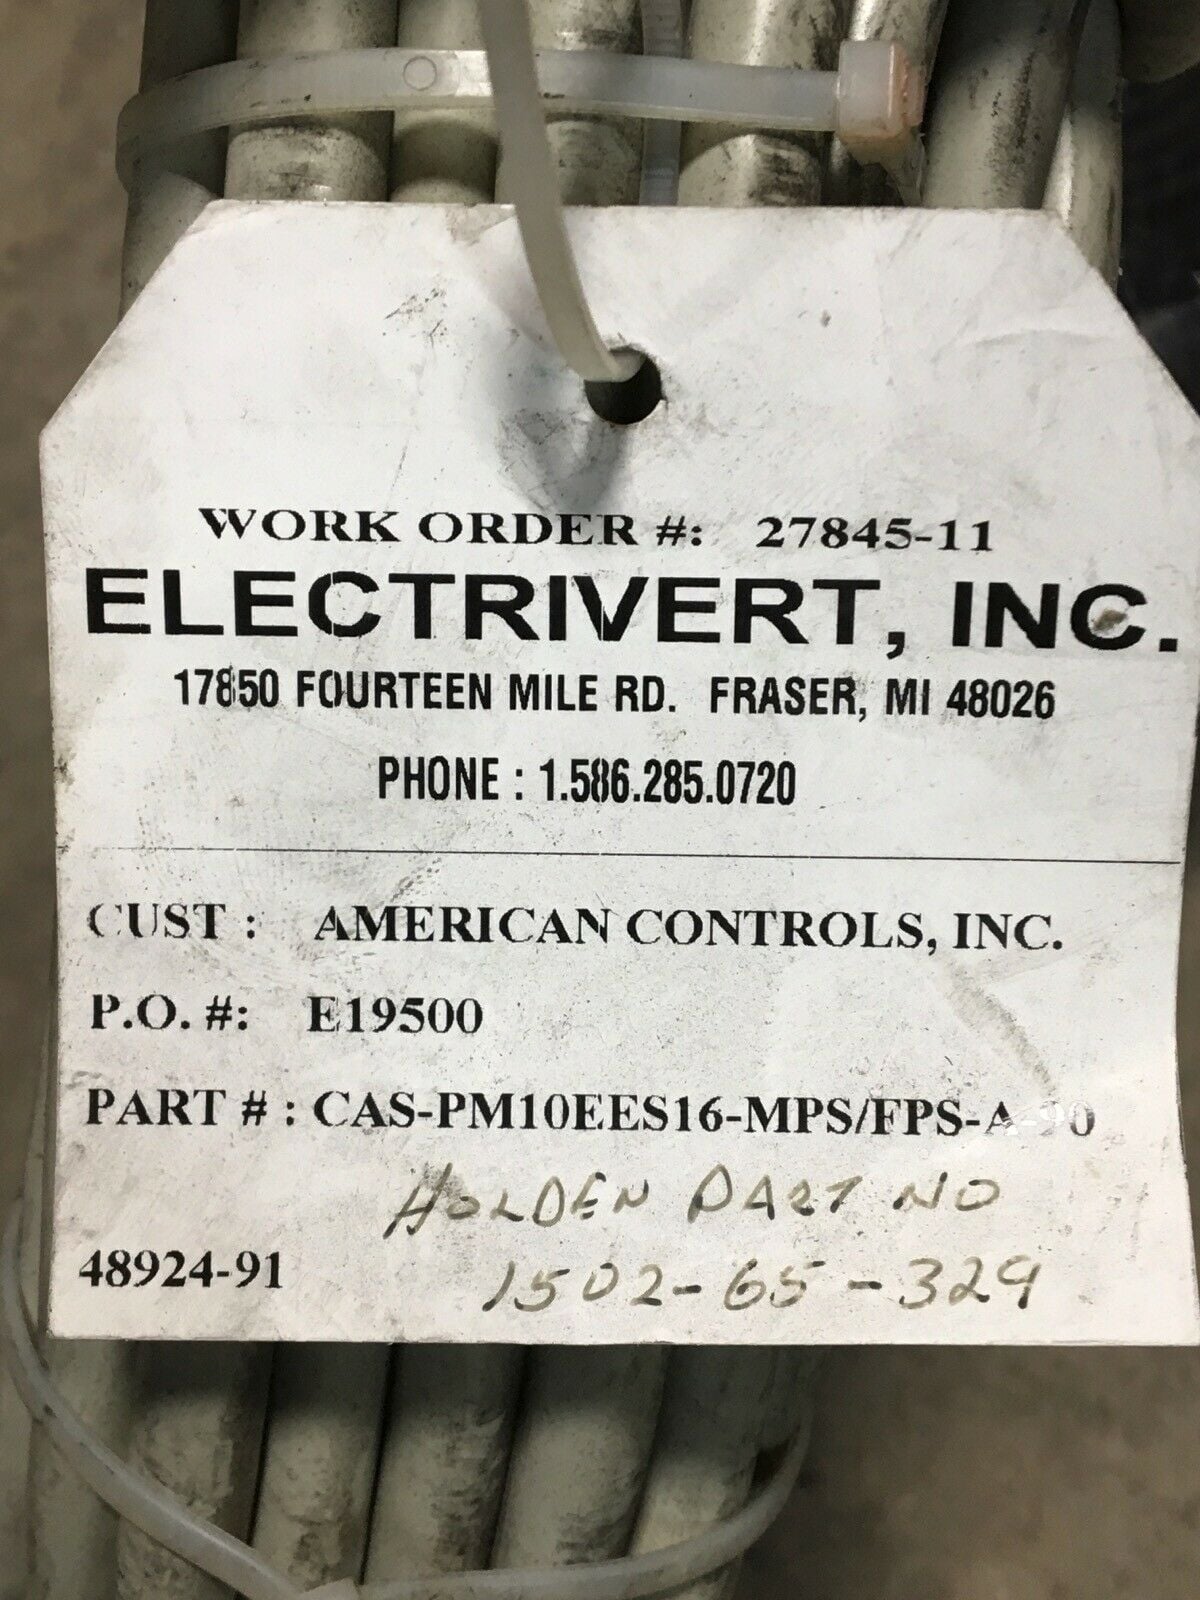 WORK ORDER #: 27845-11
ELECTRIVERT, INC.
17850 FOURTEEN MILE RD. FRASER, MI 48026
PHONE : 1.586.285.0720
CUST : AMERICAN CONTROLS, INC.
P.O. #: E19500
PART # : CAS-PM10EES16-MPS/FPS-A-90
HOLDEN PART NO
48924-91
1502-65-329